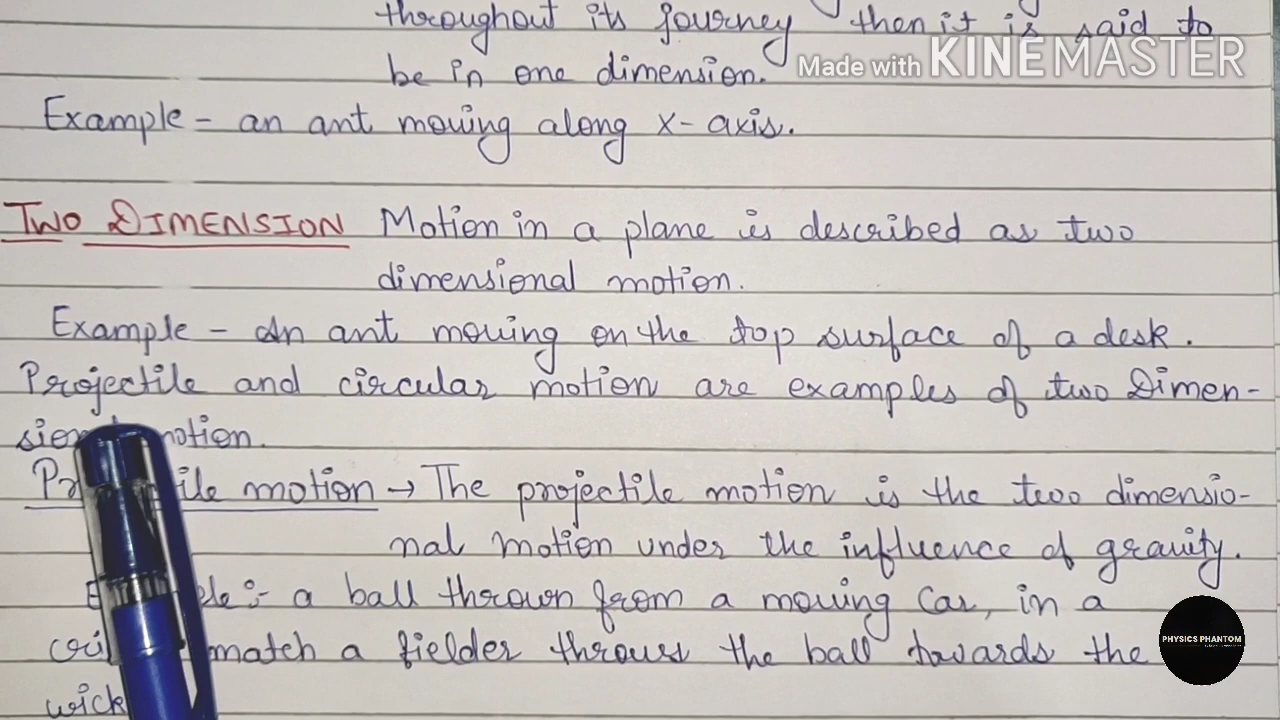 throughout its journey then it is said to
be in one dimension.
Made with KINEMASTER
Example - an ant moving along x-axis.
TWO DIMENSION Motion in a plane is described as two
dimensional motion.
Example - An ant moving on the top surface of a desk.
Projectile and circular motion are examples of two Dimen-
motion.
motion → The projectile motion is the two dimensio-
nal motion under the influence of gravity.
a ball thrown from a moving Car, in a
match a fielder throws the ball towards the
PHYSICS PHANTOM